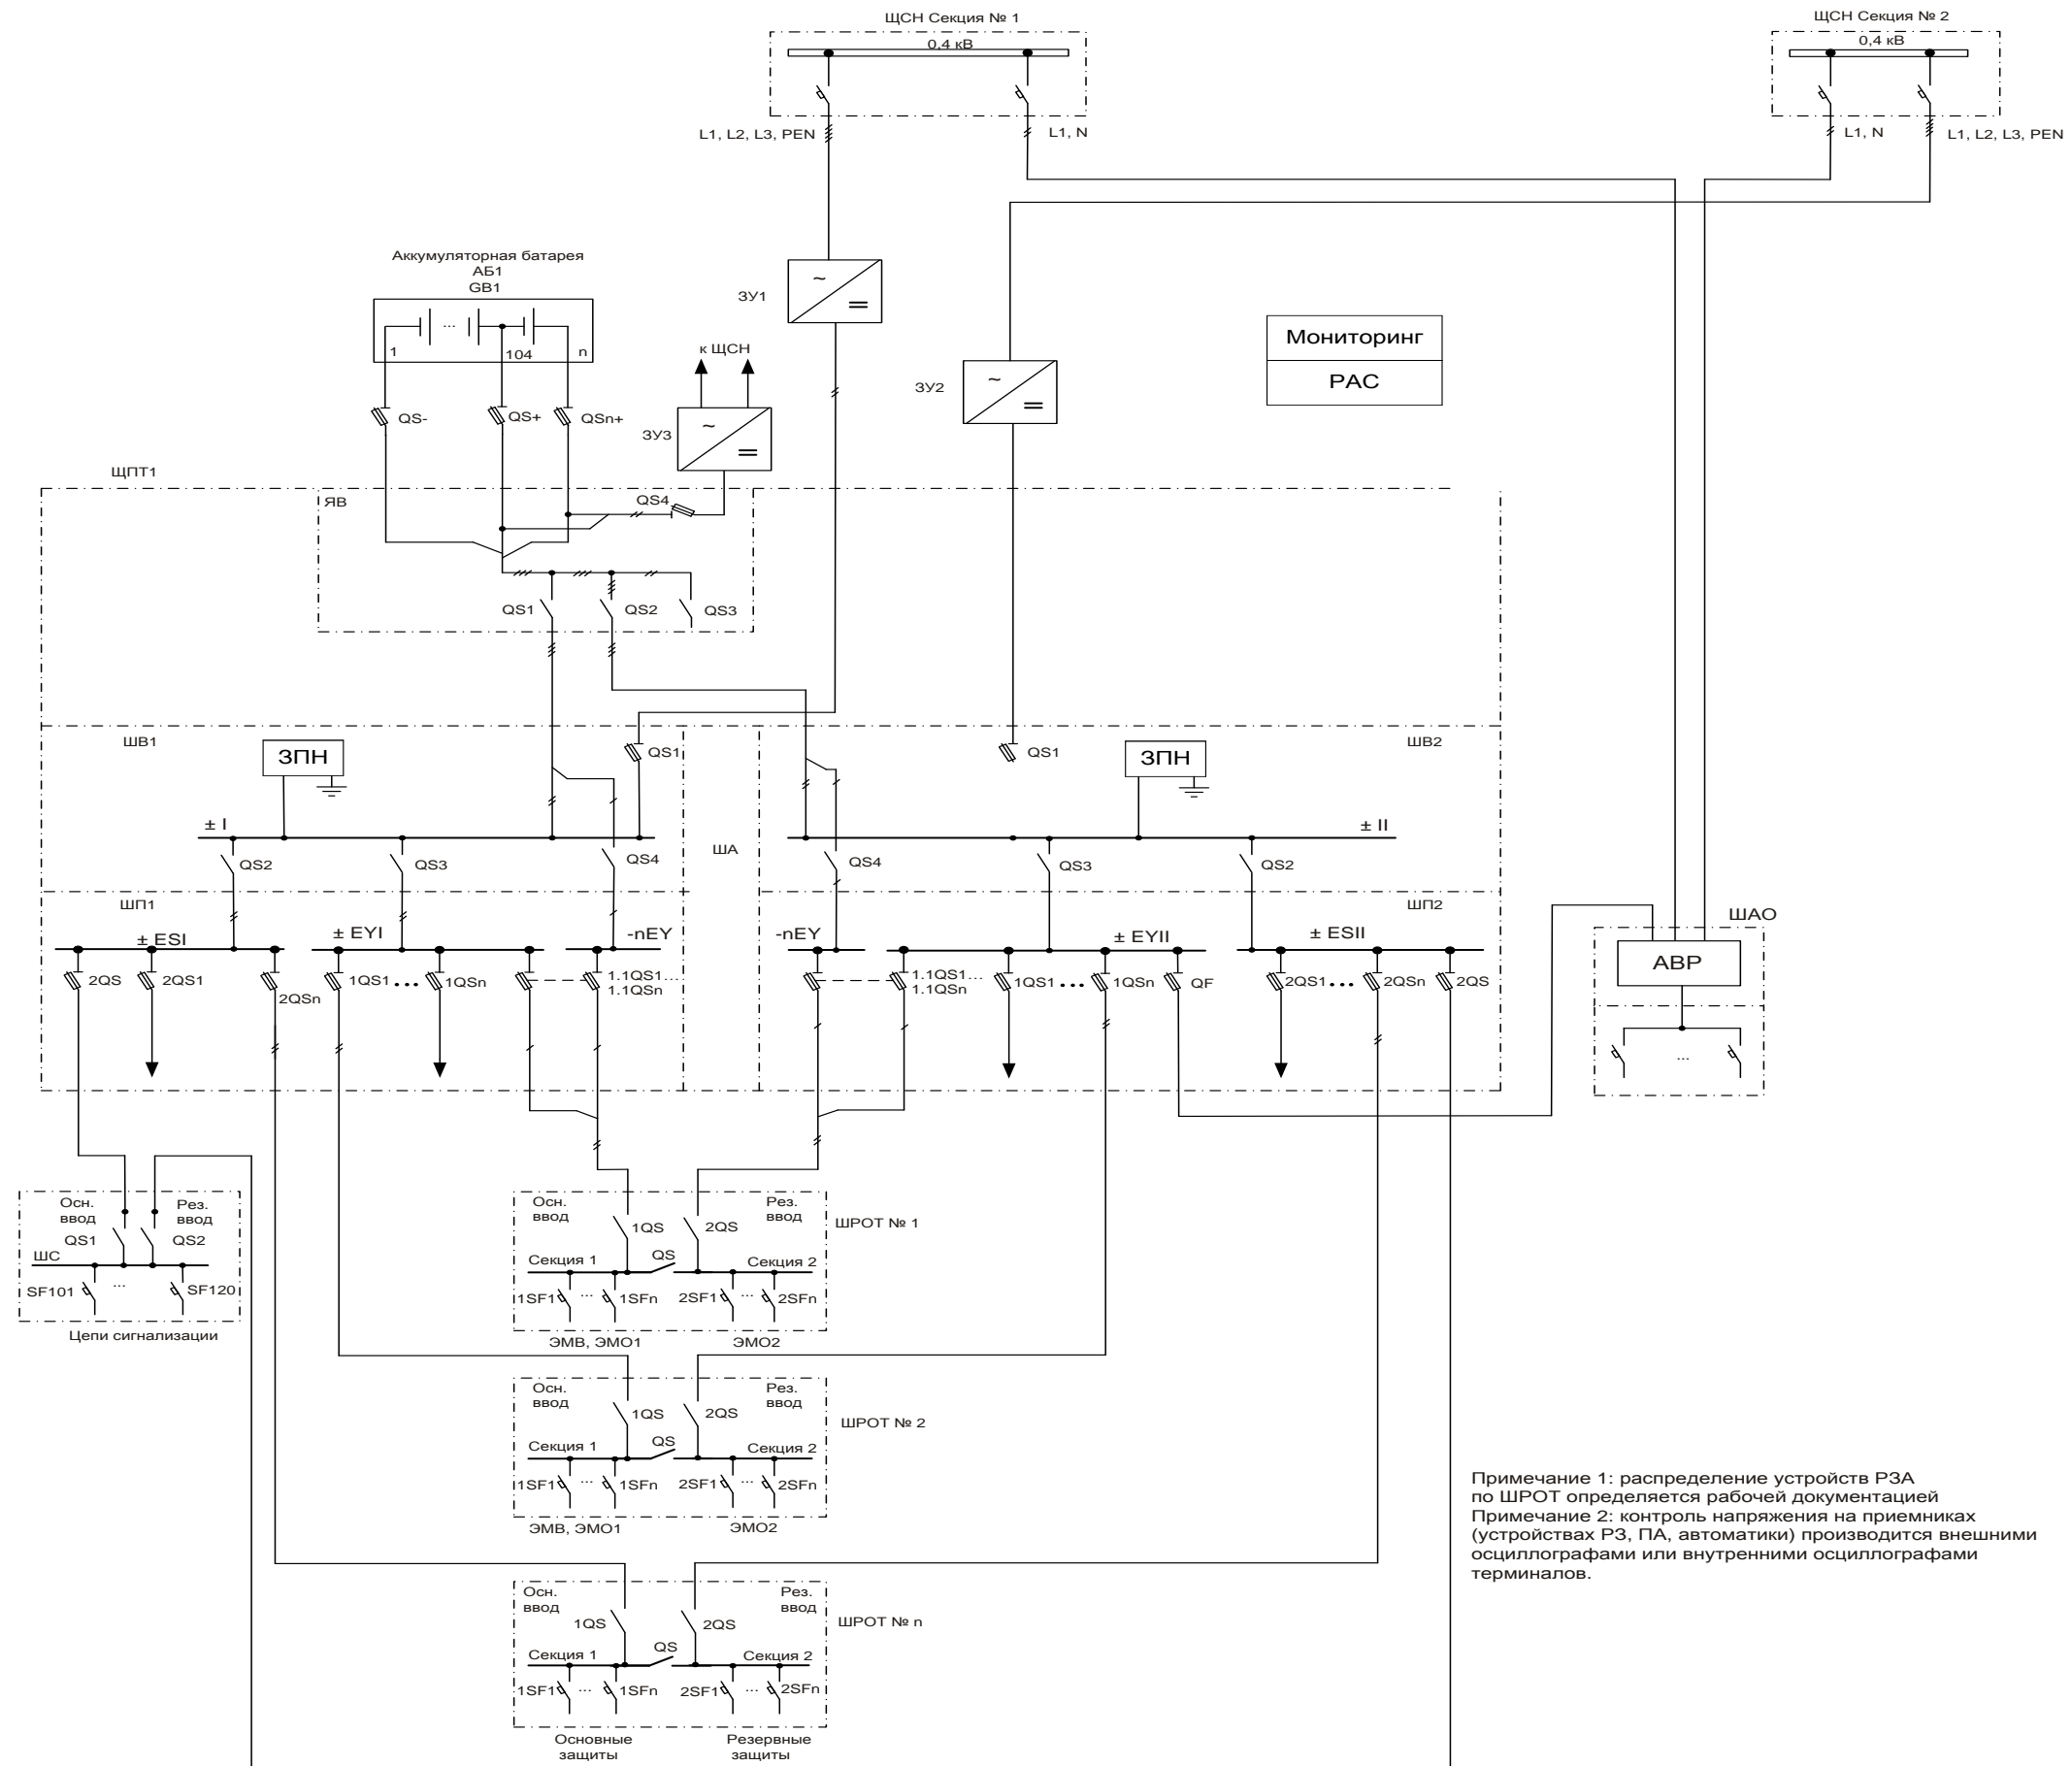 ЩСН Секция № 1
ЩСН Секция № 2
0,4 кВ
0,4 кВ
L1, L2, L3, PEN
L1, N
L1, N
L1, L2, L3, PEN
Аккумуляторная батарея
АБ1
GB1
~
ЗУ1
...
1
104
n
к ЩСН
Мониторинг
РАС
~
ЗУ2
QS-
QS+
QSn+
ЗУ3
~
ЩПТ1
ЯВ
QS4
QS1
QS2
QS3
ШВ1
ЗПН
QS1
QS1
ЗПН
ШВ2
± I
± II
ША
QS2
QS3
QS4
QS4
QS3
QS2
ШП1
ШП2
ШАО
± ESI
± EYI
-nEY
-nEY
± EYII
± ESII
АВР
2QS
2QS1
2QSn
1QS1...
1QSn
1.1QS1...
1.1QSn
1.1QS1...
1.1QSn
1QS1...
1QSn
QF
2QS1...
2QSn
2QS
...
Осн.
ввод
Рез.
ввод
QS1
QS2
ШС
SF101
...
SF120
Цепи сигнализации
Осн.
ввод
Рез.
ввод
ШРОТ № 1
1QS
2QS
Секция 1
QS
Секция 2
1SF1
...
1SFn
2SF1
...
2SFn
ЭМВ, ЭМО1
ЭМО2
Осн.
ввод
Рез.
ввод
1QS
2QS
ШРОТ № 2
Секция 1
QS
Секция 2
1SF1
...
1SFn
2SF1
...
2SFn
ЭМВ, ЭМО1
ЭМО2
Примечание 1: распределение устройств РЗА
по ШРОТ определяется рабочей документацией
Примечание 2: контроль напряжения на приемниках
(устройствах РЗ, ПА, автоматики) производится внешними
осциллографами или внутренними осциллографами
терминалов.
Осн.
ввод
Рез.
ввод
1QS
2QS
ШРОТ № n
Секция 1
QS
Секция 2
1SF1
...
1SFn
2SF1
...
2SFn
Основные
защиты
Резервные
защиты